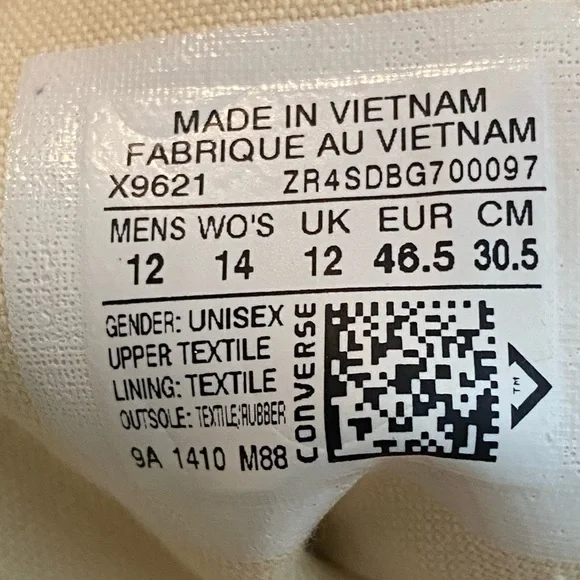 MADE IN VIETNAM
FABRIQUE AU VIETNAM
X9621 ZR4SDBG700097
MENS WO'S UK EUR CM
12 14 12 46.5 30.5
GENDER: UNISEX
UPPER TEXTILE
LINING: TEXTILE
OUTSOLE: TEXTILE;RUBBER
9A 1410 M88
CONVERSE
TM